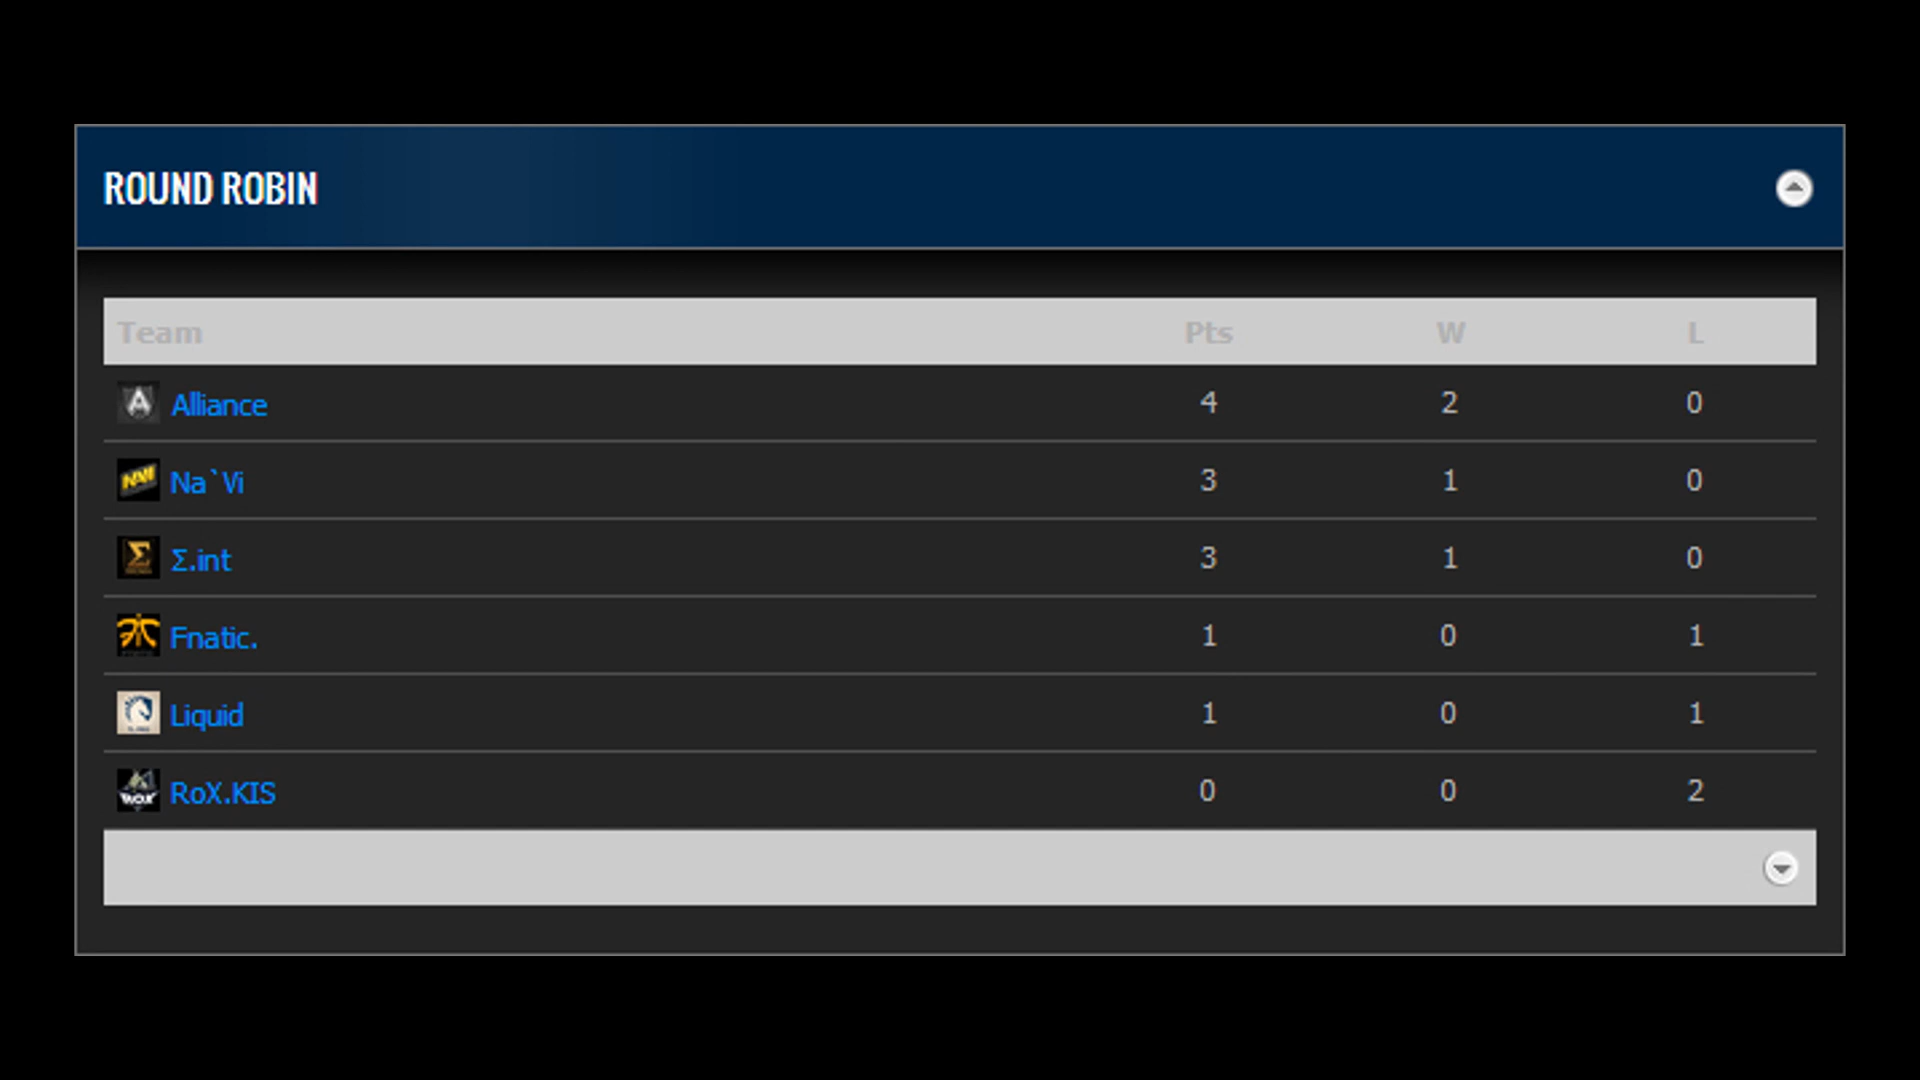 ROUND ROBIN
Team Pts W L
Alliance 4 2 0
Na`Vi 3 1 0
Σ.int 3 1 0
Fnatic. 1 0 1
Liquid 1 0 1
RoX.KIS 0 0 2